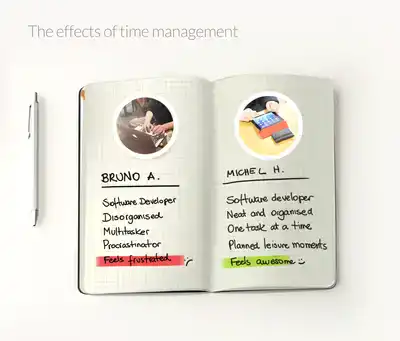 The effects of time management
BRUNO A.
Software Developer
Disorganised
Multitasker
Procrastinator
Feels frustrated :(
MICHEL H.
Software developer
Neat and organised
One task at a time
Planned leisure moments
Feels awesome :)